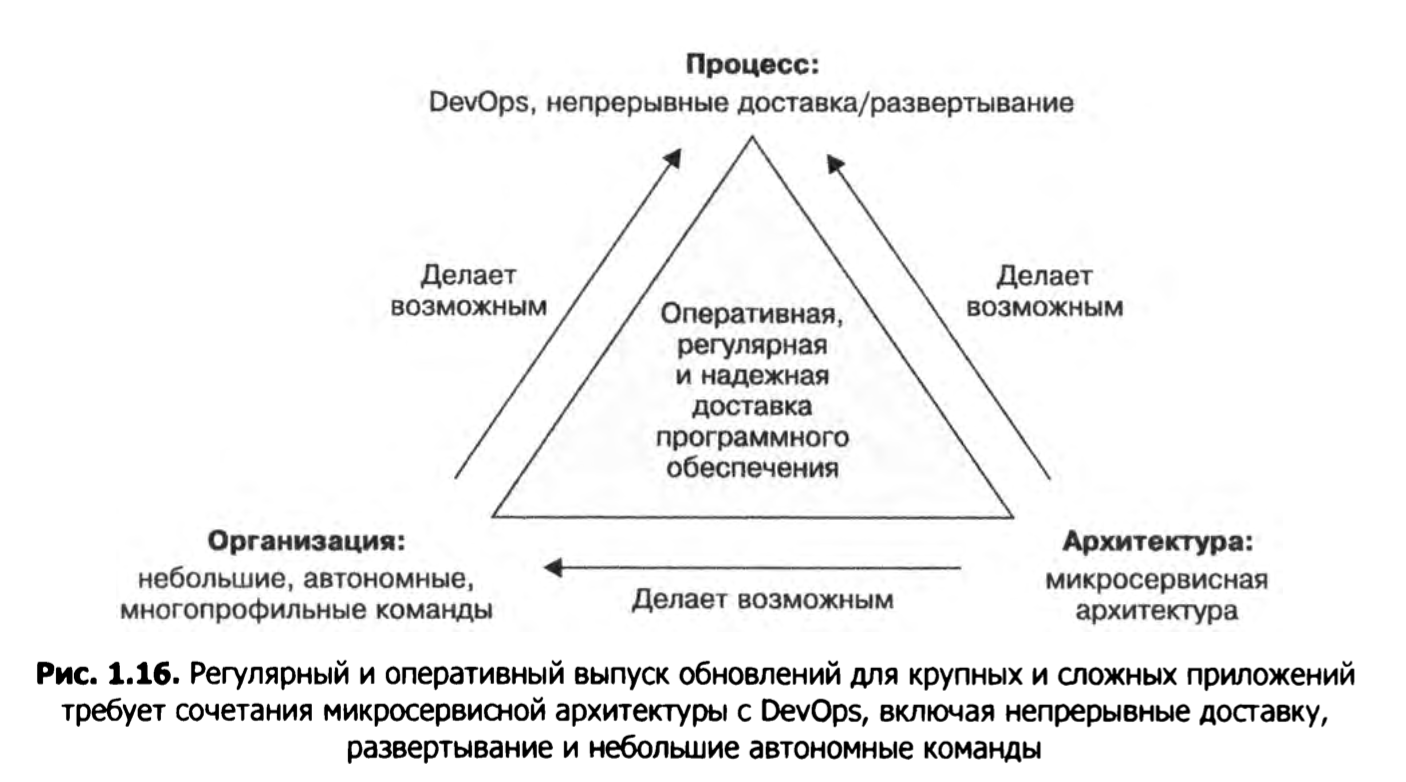 Процесс:
DevOps, непрерывные доставка/развертывание
Делает
возможным
Делает
возможным
Оперативная,
регулярная
и надежная
доставка
программного
обеспечения
Организация:
небольшие, автономные,
многопрофильные команды
Делает возможным
Архитектура:
микросервисная
архитектура
Рис. 1.16. Регулярный и оперативный выпуск обновлений для крупных и сложных приложений
требует сочетания микросервисной архитектуры с DevOps, включая непрерывные доставку,
развертывание и небольшие автономные команды